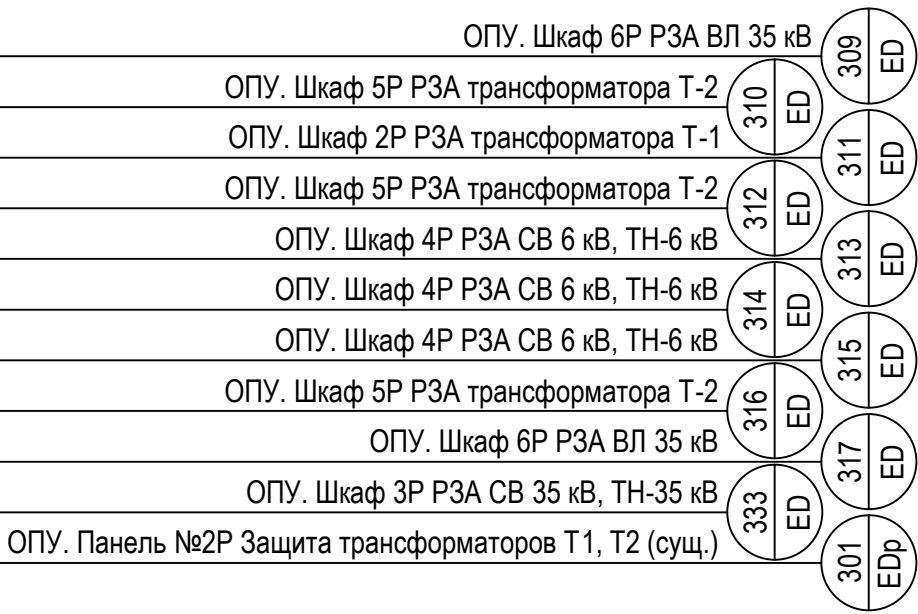 ОПУ. Шкаф 6Р РЗА ВЛ 35 кВ 309 ED
ОПУ. Шкаф 5Р РЗА трансформатора Т-2 310 ED
ОПУ. Шкаф 2Р РЗА трансформатора Т-1 311 ED
ОПУ. Шкаф 5Р РЗА трансформатора Т-2 312 ED
ОПУ. Шкаф 4Р РЗА СВ 6 кВ, ТН-6 кВ 313 ED
ОПУ. Шкаф 4Р РЗА СВ 6 кВ, ТН-6 кВ 314 ED
ОПУ. Шкаф 4Р РЗА СВ 6 кВ, ТН-6 кВ 315 ED
ОПУ. Шкаф 5Р РЗА трансформатора Т-2 316 ED
ОПУ. Шкаф 6Р РЗА ВЛ 35 кВ 317 ED
ОПУ. Шкаф 3Р РЗА СВ 35 кВ, ТН-35 кВ 333 ED
ОПУ. Панель №2Р Защита трансформаторов Т1, Т2 (сущ.) 301 EDp